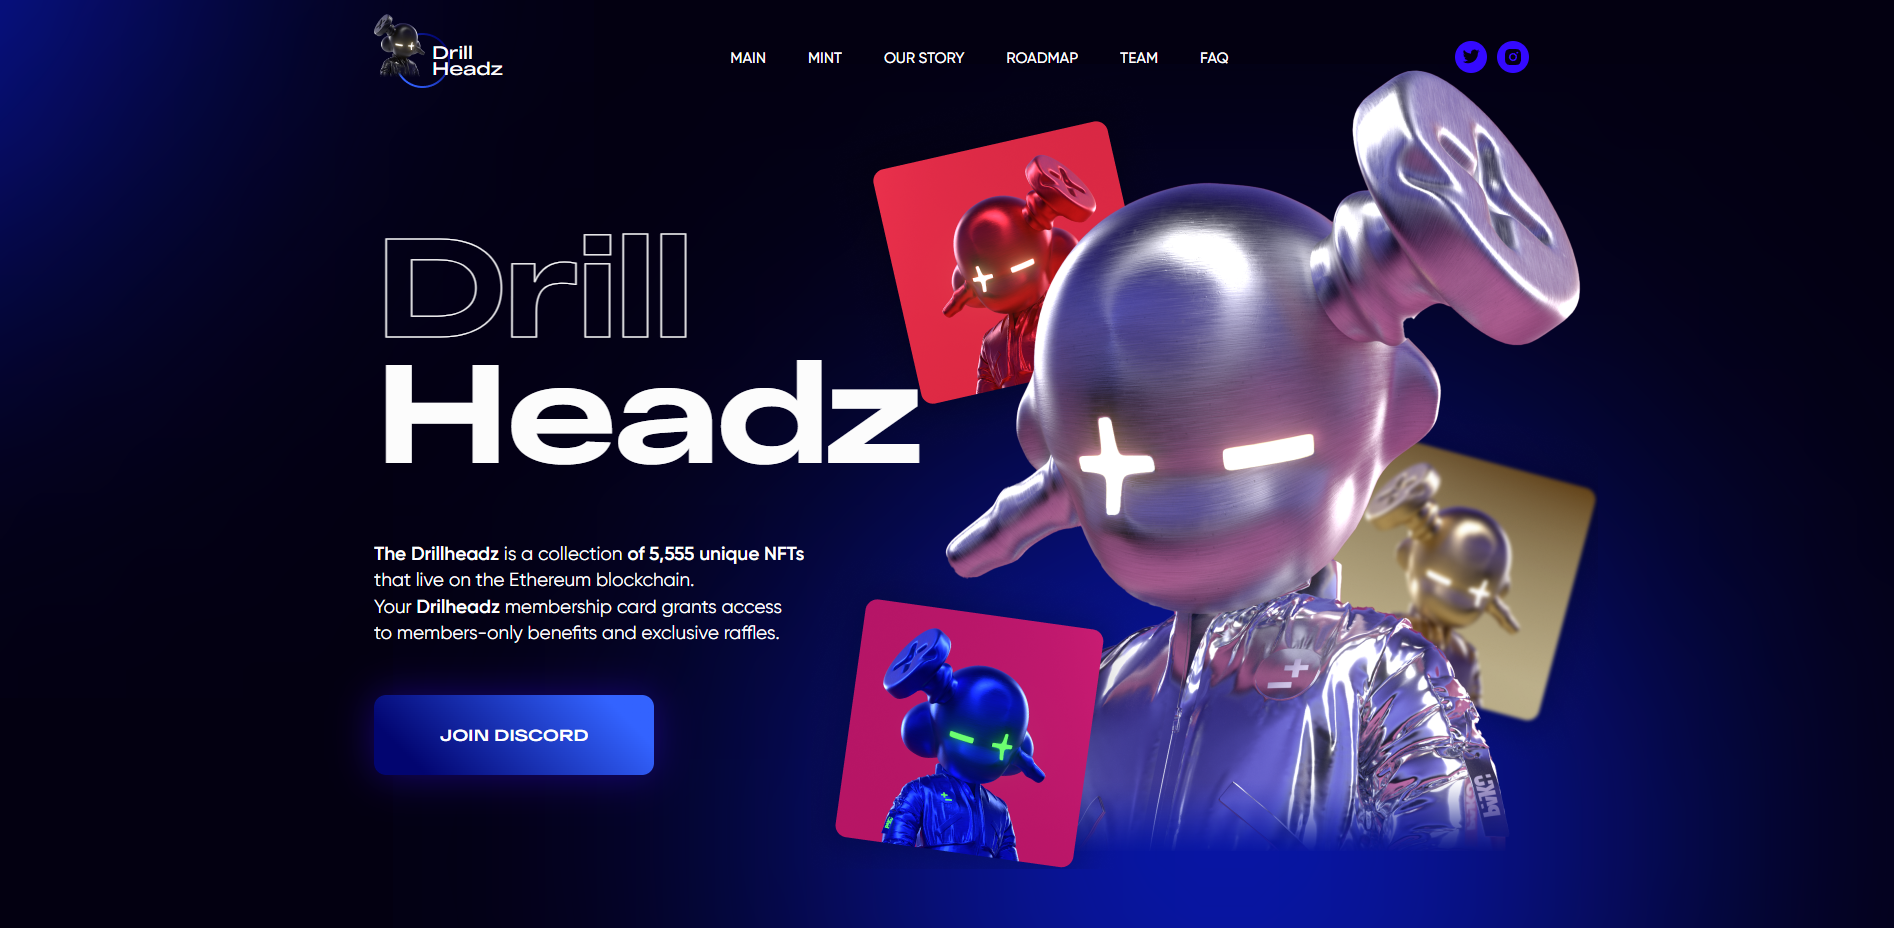 Drill
Headz
MAIN
MINT
OUR STORY
ROADMAP
TEAM
FAQ
Drill
Headz
The Drillheadz is a collection of 5,555 unique NFTs
that live on the Ethereum blockchain.
Your Drilheadz membership card grants access
to members-only benefits and exclusive raffles.
JOIN DISCORD